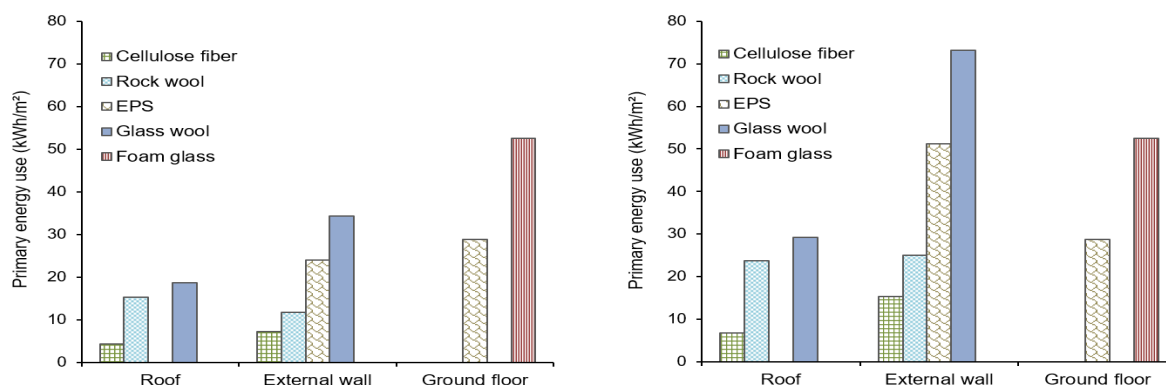 Primary energy use (kWh/m²)
80
70
60
50
40
30
20
10
0
Cellulose fiber
Rock wool
EPS
Glass wool
Foam glass
Roof
External wall
Ground floor
Primary energy use (kWh/m²)
80
70
60
50
40
30
20
10
0
Cellulose fiber
Rock wool
EPS
Glass wool
Foam glass
Roof
External wall
Ground floor